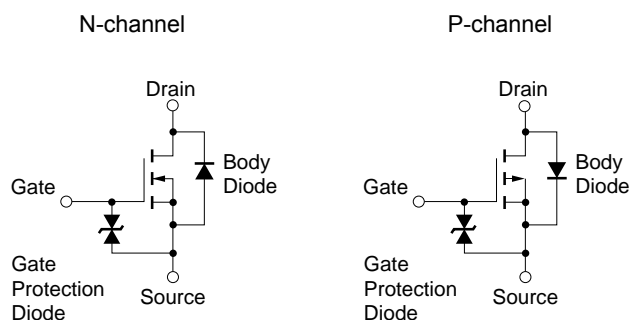 N-channel
Drain
Body
Diode
Gate
Gate
Protection
Diode
Source
P-channel
Drain
Body
Diode
Gate
Gate
Protection
Diode
Source